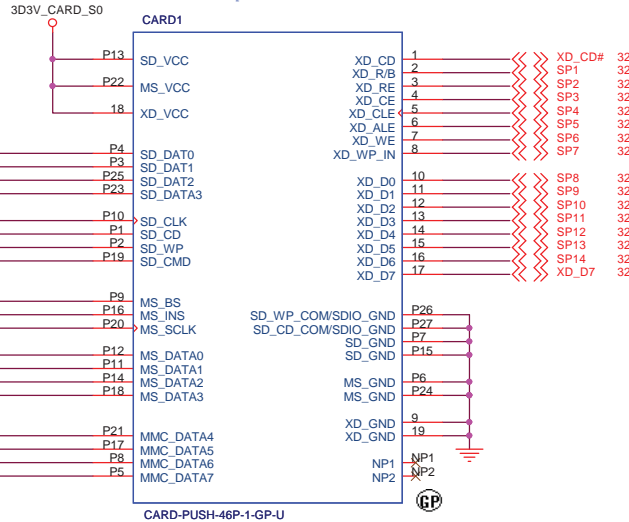 3D3V_CARD_S0
CARD1
P13 SD_VCC
P22 MS_VCC
18 XD_VCC
P4 SD_DAT0
P3 SD_DAT1
P25 SD_DAT2
P23 SD_DATA3
P10 SD_CLK
P1 SD_CD
P2 SD_WP
P19 SD_CMD
P9 MS_BS
P16 MS_INS
P20 MS_SCLK
P12 MS_DATA0
P11 MS_DATA1
P14 MS_DATA2
P18 MS_DATA3
P21 MMC_DATA4
P17 MMC_DATA5
P8 MMC_DATA6
P5 MMC_DATA7
XD_CD 1 XD_CD# 32
XD_R/B 2 SP1 32
XD_RE 3 SP2 32
XD_CE 4 SP3 32
XD_CLE 5 SP4 32
XD_ALE 6 SP5 32
XD_WE 7 SP6 32
XD_WP_IN 8 SP7 32
XD_D0 10 SP8 32
XD_D1 11 SP9 32
XD_D2 12 SP10 32
XD_D3 13 SP11 32
XD_D4 14 SP12 32
XD_D5 15 SP13 32
XD_D6 16 SP14 32
XD_D7 17 XD_D7 32
SD_WP_COM/SDIO_GND P26
SD_CD_COM/SDIO_GND P27
SD_GND P7
SD_GND P15
MS_GND P6
MS_GND P24
XD_GND 9
XD_GND 19
NP1 NP1
NP2 NP2
GP
CARD-PUSH-46P-1-GP-U